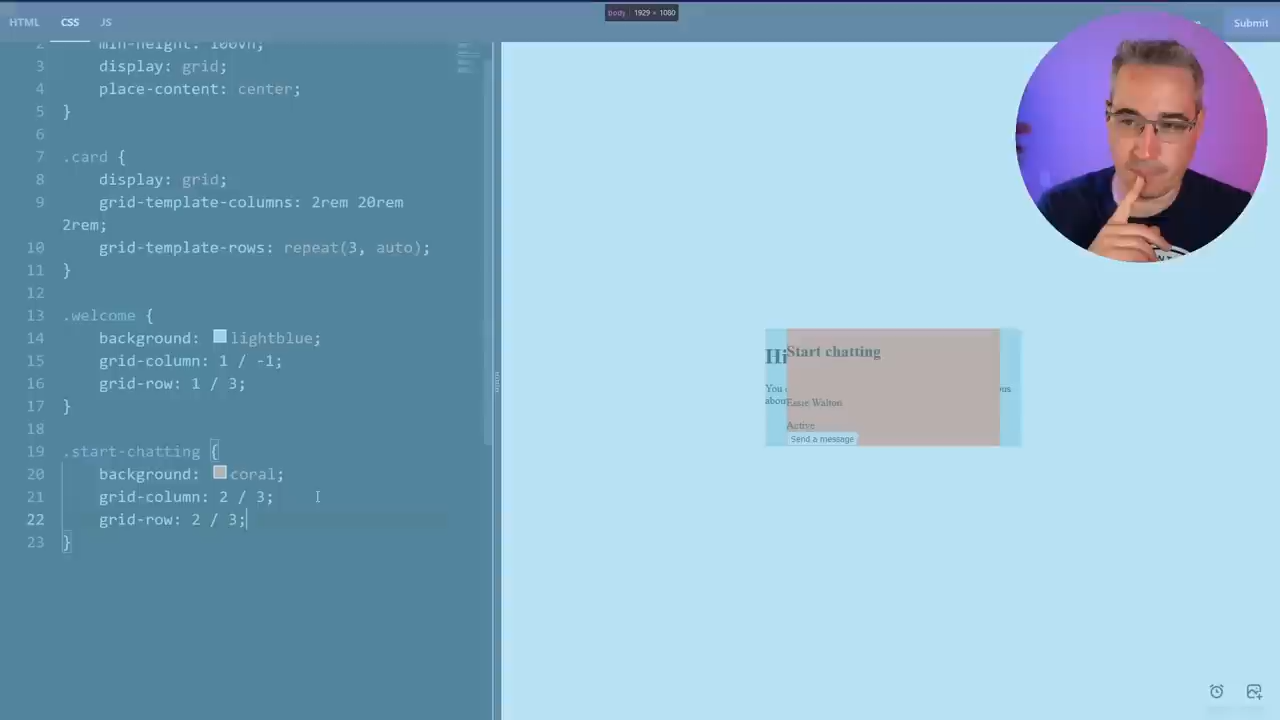 body 1929 × 1080
HTML CSS JS Submit
2 min-height: 100vh;
3 display: grid;
4 place-content: center;
5 }
6
7 .card {
8 display: grid;
9 grid-template-columns: 2rem 20rem
2rem;
10 grid-template-rows: repeat(3, auto);
11 }
12
13 .welcome {
14 background: lightblue;
15 grid-column: 1 / -1;
16 grid-row: 1 / 3;
17 }
18
19 .start-chatting {
20 background: coral;
21 grid-column: 2 / 3;
22 grid-row: 2 / 3;
23 }
Hi
Start chatting
You
about
Essie Walton
Active
Send a message